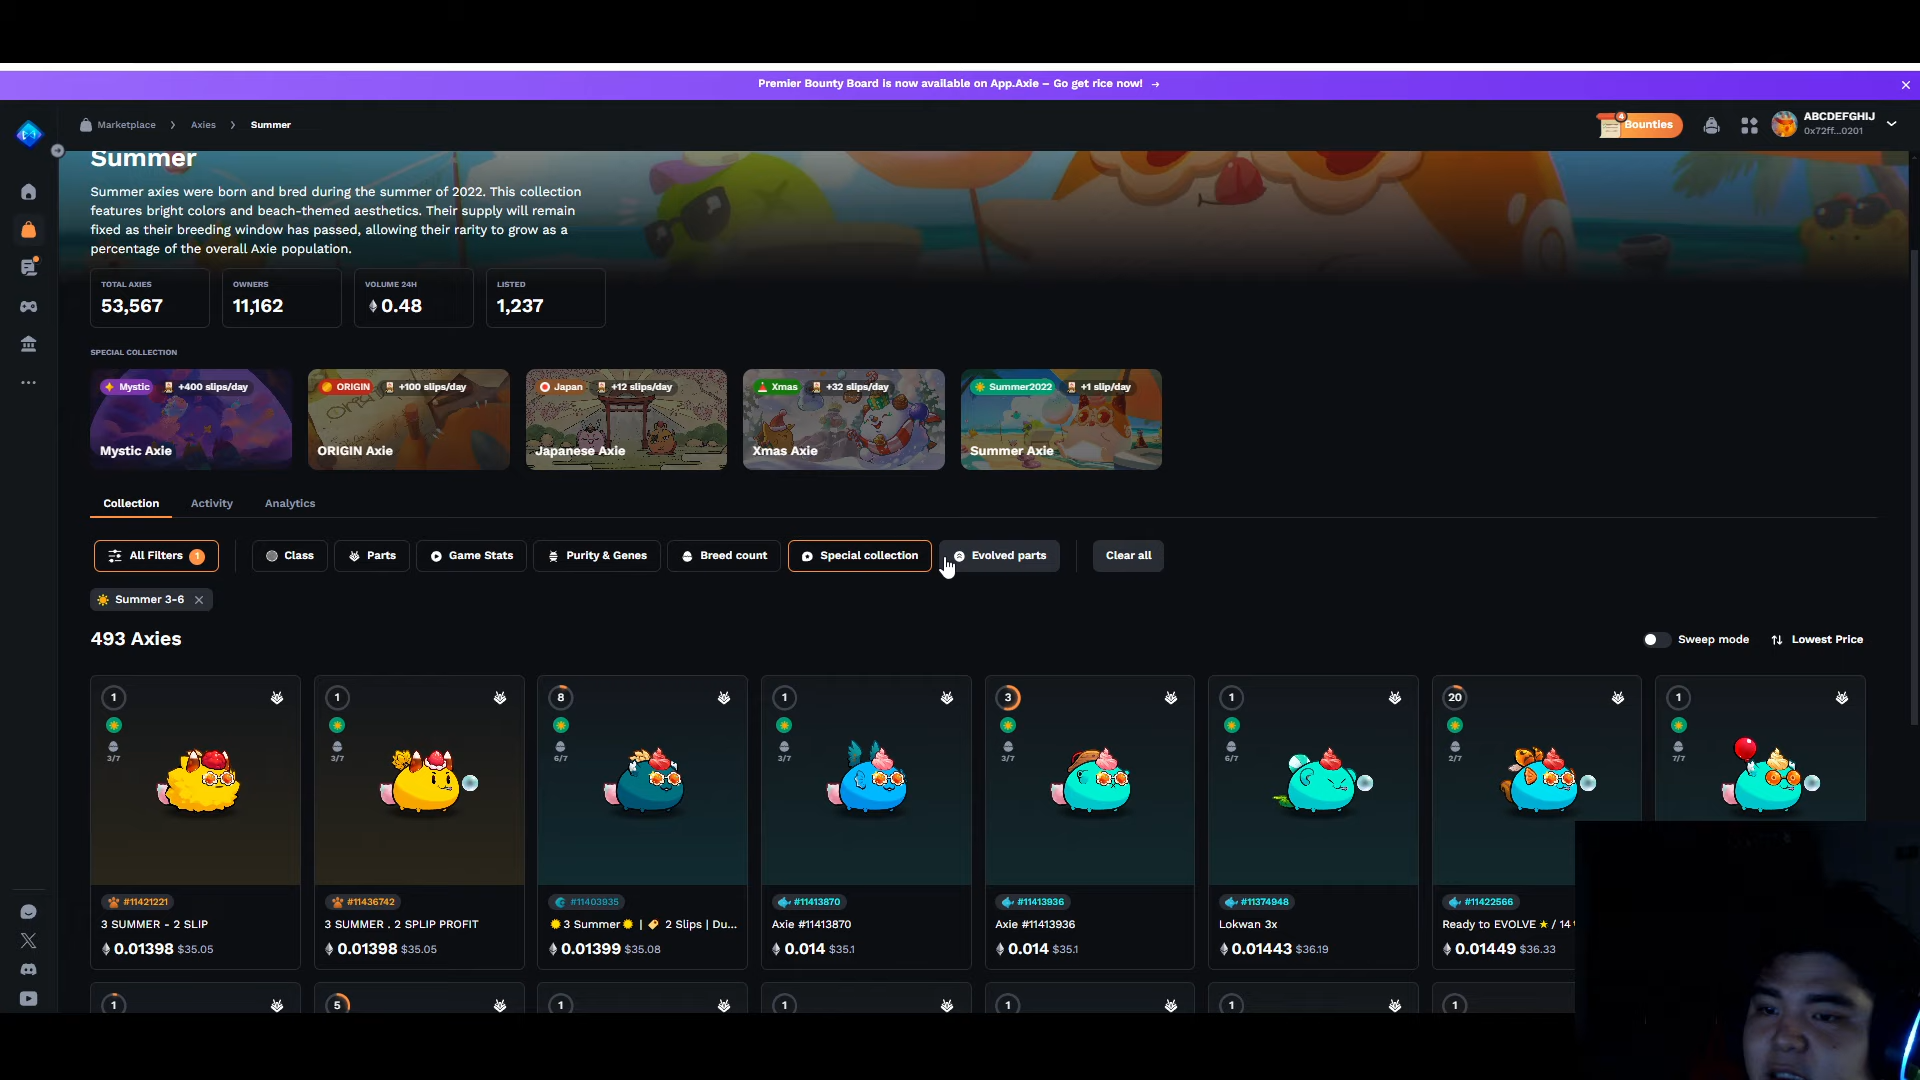 Premier Bounty Board is now available on App.Axie – Go get rice now! →
Marketplace > Axies > Summer
4
Bounties
ABCDEFGHIJ
0x72ff...0201
Summer
Summer axies were born and bred during the summer of 2022. This collection
features bright colors and beach-themed aesthetics. Their supply will remain
fixed as their breeding window has passed, allowing their rarity to grow as a
percentage of the overall Axie population.
TOTAL AXIES
53,567
OWNERS
11,162
VOLUME 24H
0.48
LISTED
1,237
SPECIAL COLLECTION
Mystic +400 slips/day
Mystic Axie
ORIGIN +100 slips/day
ORIGIN Axie
Japan +12 slips/day
Japanese Axie
Xmas +32 slips/day
Xmas Axie
Summer2022 +1 slip/day
Summer Axie
Collection Activity Analytics
All Filters 1 Class Parts Game Stats Purity & Genes Breed count Special collection Evolved parts Clear all
Summer 3-6
493 Axies
Sweep mode Lowest Price
1
3/7
#11421221
3 SUMMER - 2 SLIP
0.01398 $35.05
1
3/7
#11436742
3 SUMMER . 2 SPLIP PROFIT
0.01398 $35.05
8
6/7
#11403935
3 Summer | 2 Slips | Du...
0.01399 $35.08
1
3/7
#11413870
Axie #11413870
0.014 $35.1
3
3/7
#11413936
Axie #11413936
0.014 $35.1
1
6/7
#11374948
Lokwan 3x
0.01443 $36.19
20
2/7
#11422566
Ready to EVOLVE ★ / 14
0.01449 $36.33
1
7/7
1 5 1 1 1 1 1